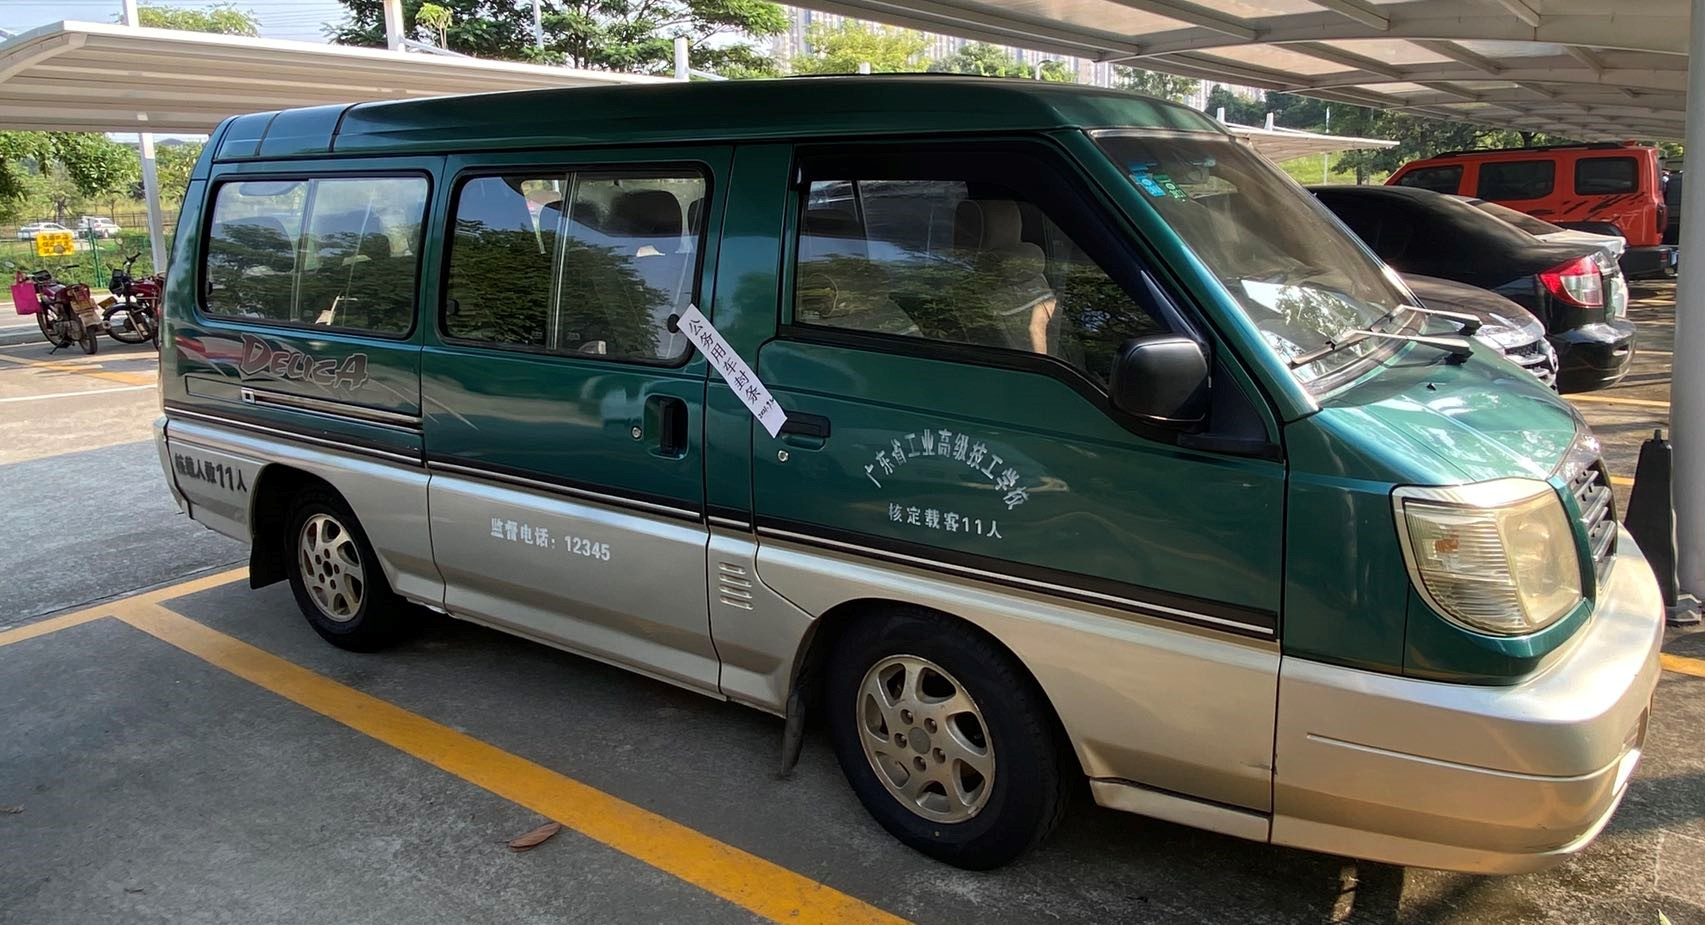 DELICA
公务用车封条
广东省工业高级技工学校
核定载客11人
核载人数11人
监督电话：12345